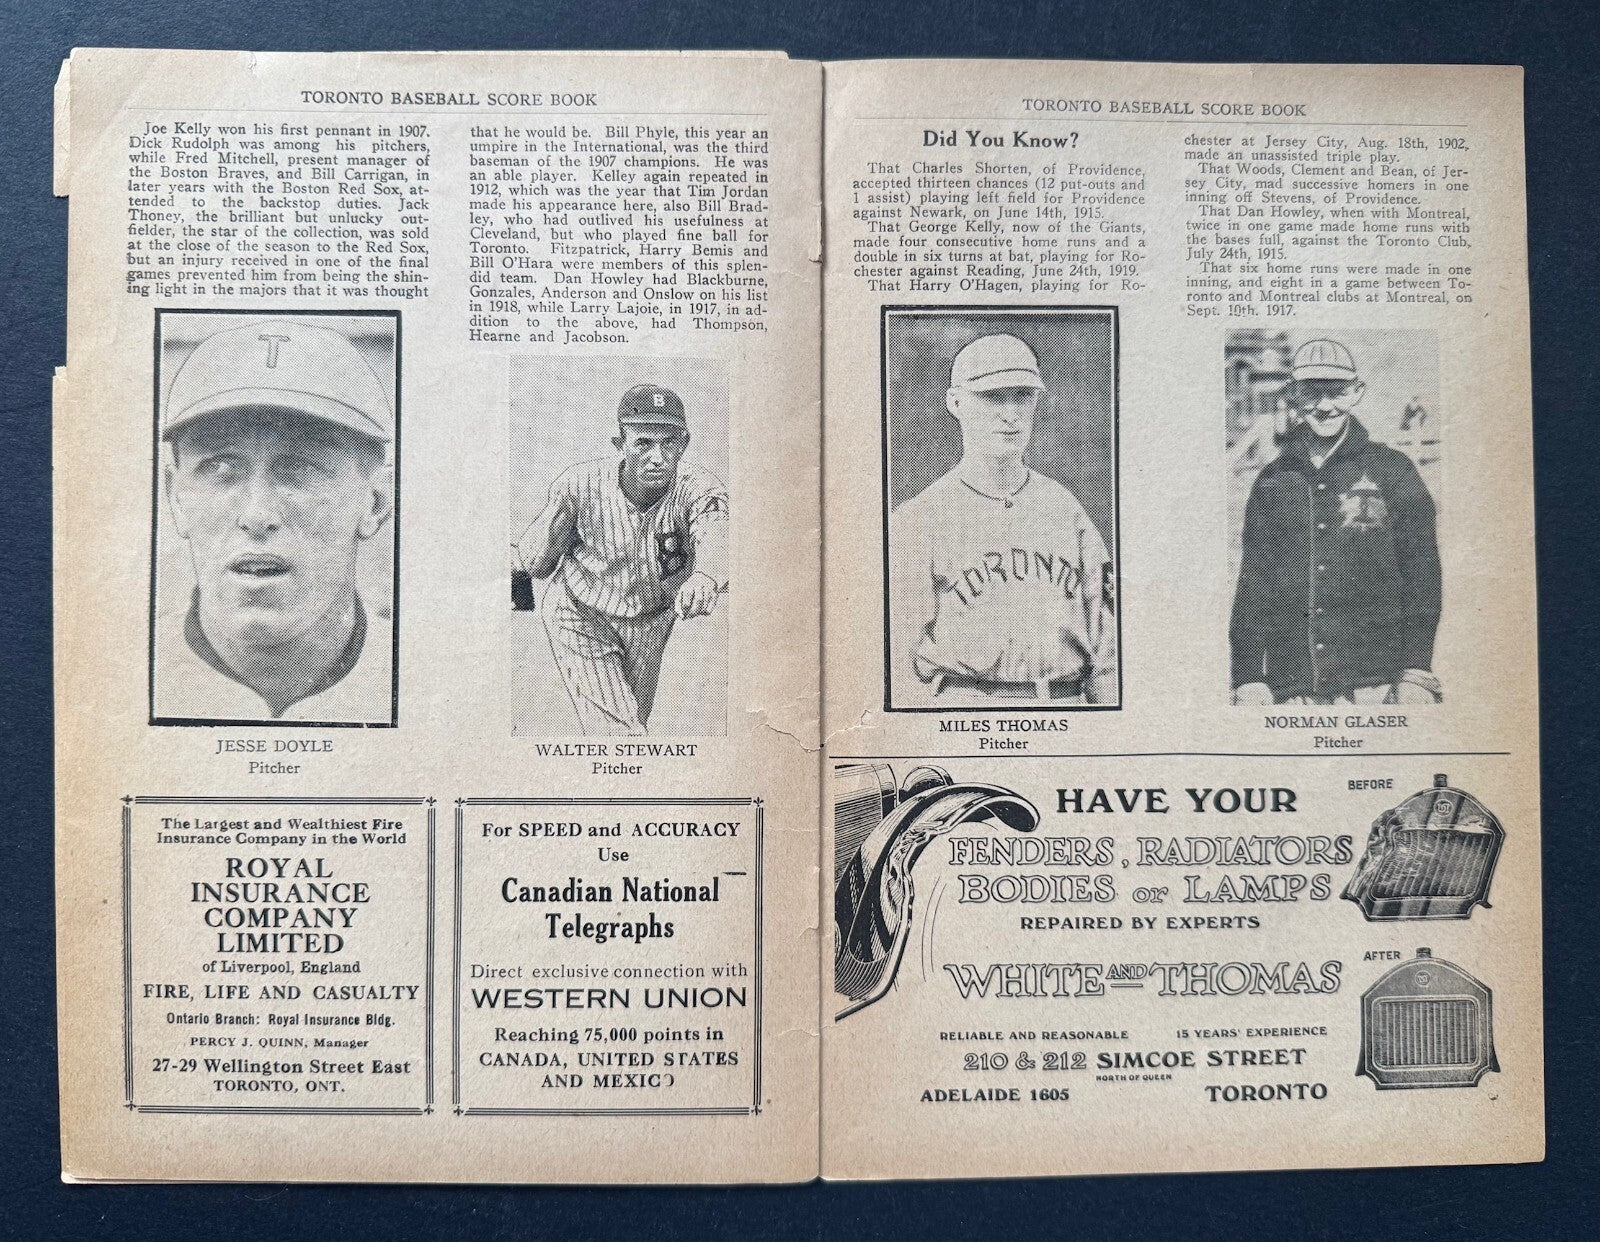 TORONTO BASEBALL SCORE BOOK
Joe Kelly won his first pennant in 1907.
Dick Rudolph was among his pitchers,
while Fred Mitchell, present manager of
the Boston Braves, and Bill Carrigan, in
later years with the Boston Red Sox, at-
tended to the backstop duties. Jack
Thoney, the brilliant but unlucky out-
fielder, the star of the collection, was sold
at the close of the season to the Red Sox,
but an injury received in one of the final
games prevented him from being the shin-
ing light in the majors that it was thought
that he would be. Bill Phyle, this year an
umpire in the International, was the third
baseman of the 1907 champions. He was
an able player. Kelley again repeated in
1912, which was the year that Tim Jordan
made his appearance here, also Bill Brad-
ley, who had outlived his usefulness at
Cleveland, but who played fine ball for
Toronto. Fitzpatrick, Harry Bemis and
Bill O'Hara were members of this splen-
did team. Dan Howley had Blackburne,
Gonzales, Anderson and Onslow on his list
in 1918, while Larry Lajoie, in 1917, in ad-
dition to the above, had Thompson,
Hearne and Jacobson.
T
B
B
JESSE DOYLE
Pitcher
WALTER STEWART
Pitcher
The Largest and Wealthiest Fire
Insurance Company in the World
ROYAL
INSURANCE
COMPANY
LIMITED
of Liverpool, England
FIRE, LIFE AND CASUALTY
Ontario Branch: Royal Insurance Bldg.
PERCY J. QUINN, Manager
27-29 Wellington Street East
TORONTO, ONT.
For SPEED and ACCURACY
Use
Canadian National
Telegraphs
Direct exclusive connection with
WESTERN UNION
Reaching 75,000 points in
CANADA, UNITED STATES
AND MEXICO
TORONTO BASEBALL SCORE BOOK
Did You Know?
That Charles Shorten, of Providence,
accepted thirteen chances (12 put-outs and
1 assist) playing left field for Providence
against Newark, on June 14th, 1915.
That George Kelly, now of the Giants,
made four consecutive home runs and a
double in six turns at bat, playing for Ro-
chester against Reading, June 24th, 1919.
That Harry O'Hagen, playing for Ro-
chester at Jersey City, Aug. 18th, 1902,
made an unassisted triple play.
That Woods, Clement and Bean, of Jer-
sey City, mad successive homers in one
inning off Stevens, of Providence.
That Dan Howley, when with Montreal,
twice in one game made home runs with
the bases full, against the Toronto Club,
July 24th, 1915.
That six home runs were made in one
inning, and eight in a game between To-
ronto and Montreal clubs at Montreal, on
Sept. 10th. 1917.
TORONTO
T
MILES THOMAS
Pitcher
NORMAN GLASER
Pitcher
HAVE YOUR
FENDERS, RADIATORS
BODIES or LAMPS
REPAIRED BY EXPERTS
WHITE AND THOMAS
RELIABLE AND REASONABLE 15 YEARS' EXPERIENCE
210 & 212 SIMCOE STREET
NORTH OF QUEEN
ADELAIDE 1605 TORONTO
BEFORE
AFTER